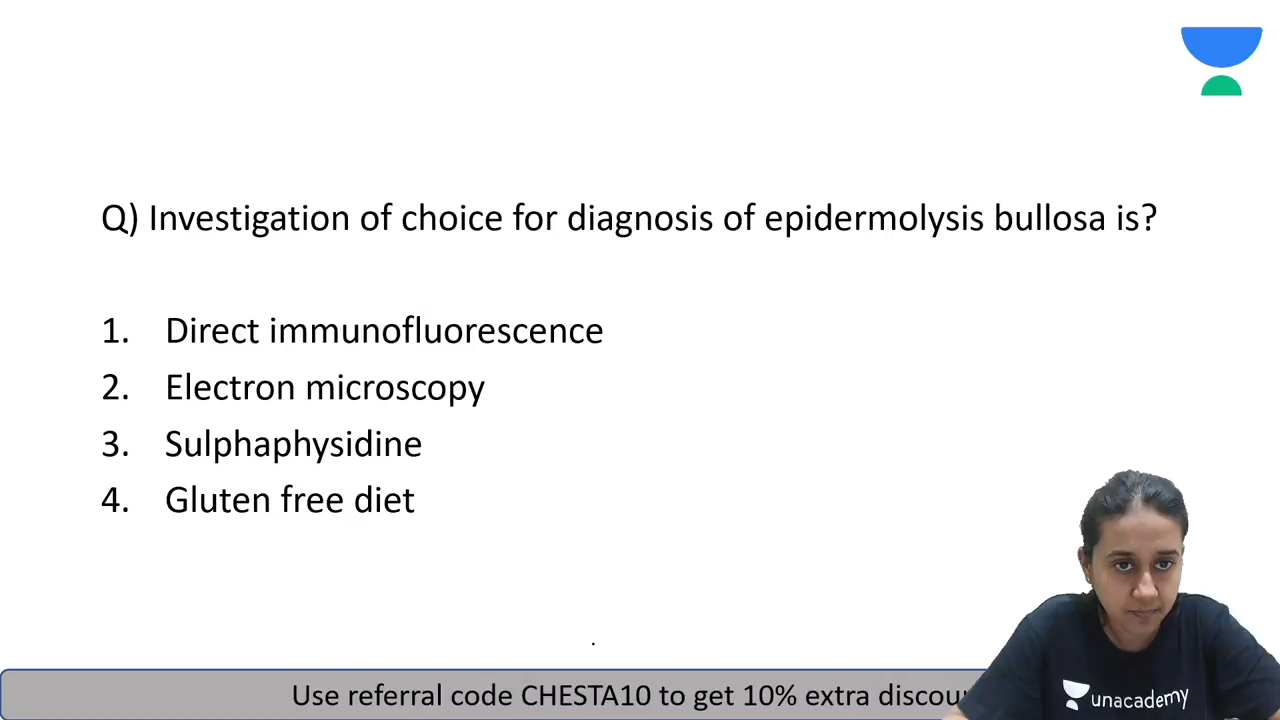 Q) Investigation of choice for diagnosis of epidermolysis bullosa is?
1. Direct immunofluorescence
2. Electron microscopy
3. Sulphaphysidine
4. Gluten free diet
.
Use referral code CHESTA10 to get 10% extra
unacademy